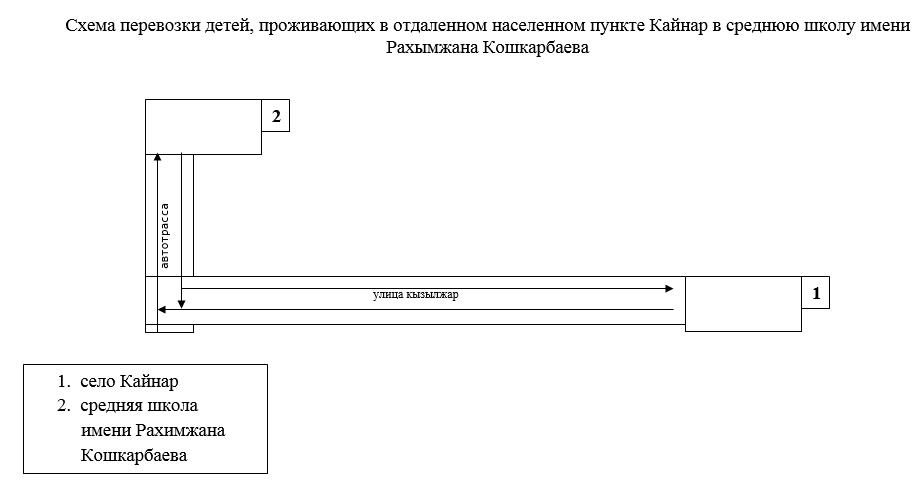 Схема перевозки детей, проживающих в отдаленном населенном пункте Кайнар в среднюю школу имени
Рахымжана Кошкарбаева
2
автотрасса
улица кызылжар
1
1. село Кайнар
2. средняя школа
имени Рахимжана
Кошкарбаева